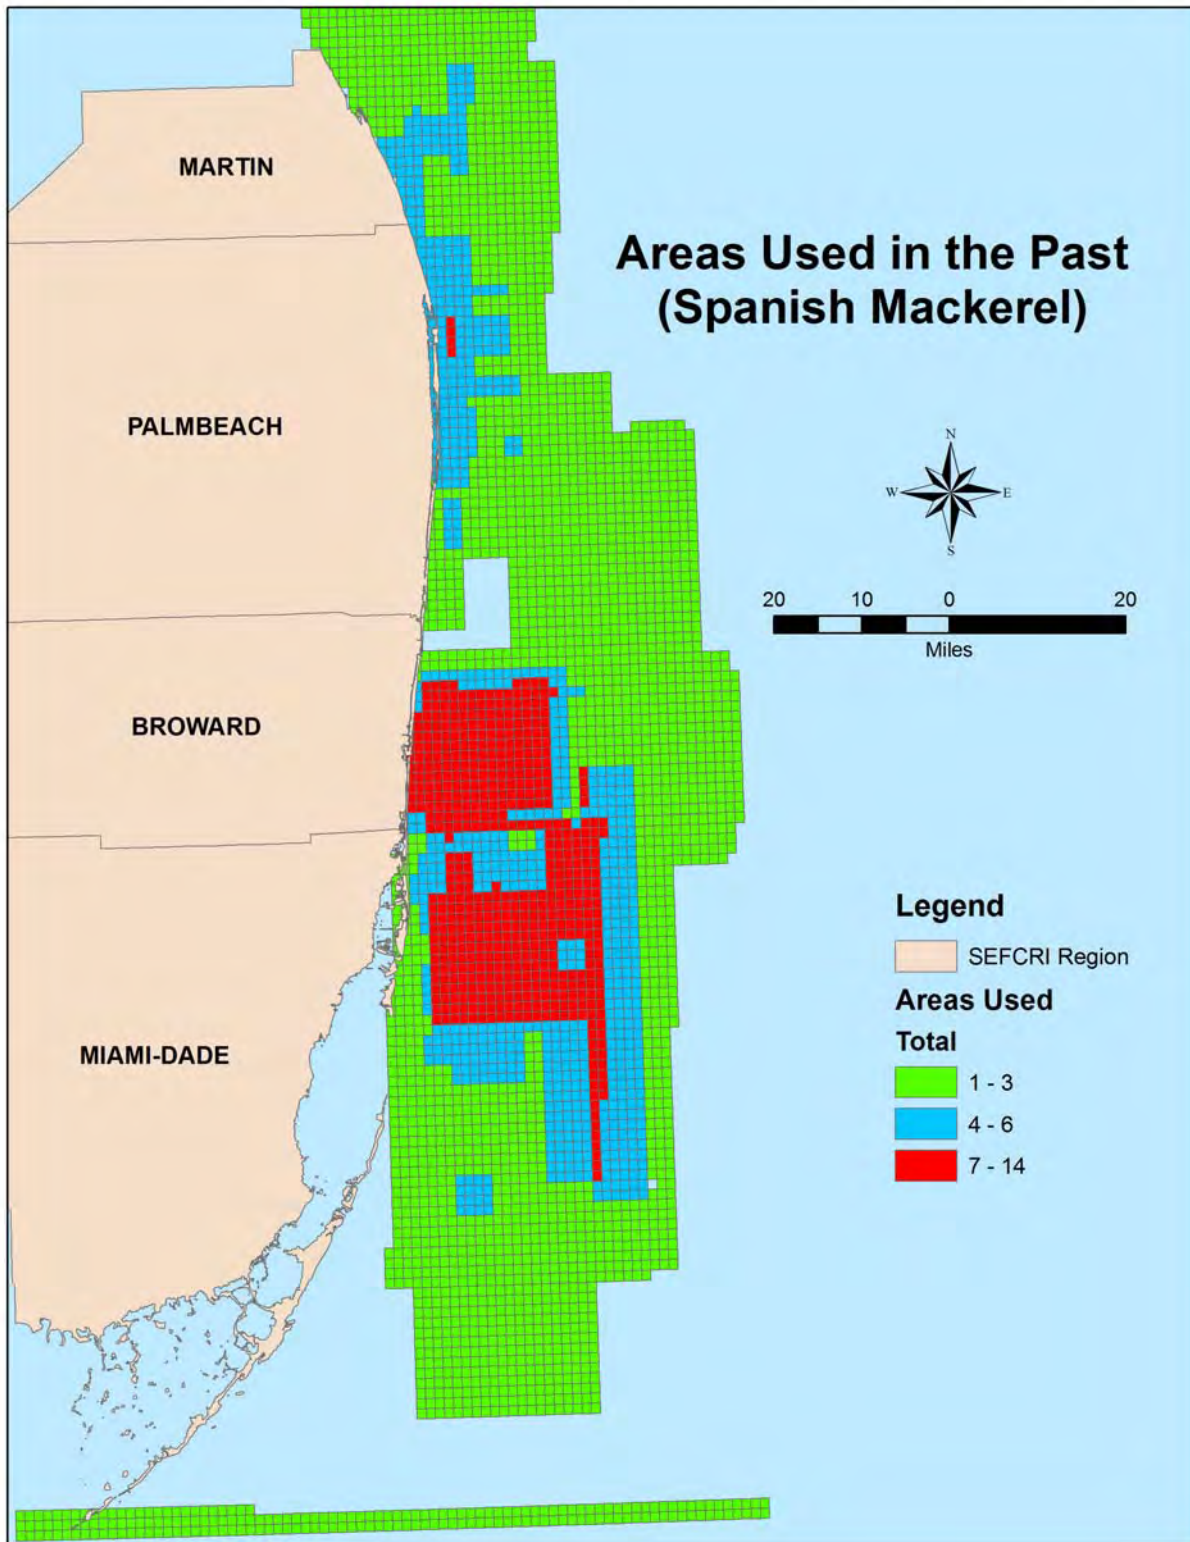 Areas Used in the Past
(Spanish Mackerel)
MARTIN
PALMBEACH
BROWARD
MIAMI-DADE
N
W
E
S
20 10 0 20
Miles
Legend
SEFCRI Region
Areas Used
Total
1 - 3
4 - 6
7 - 14